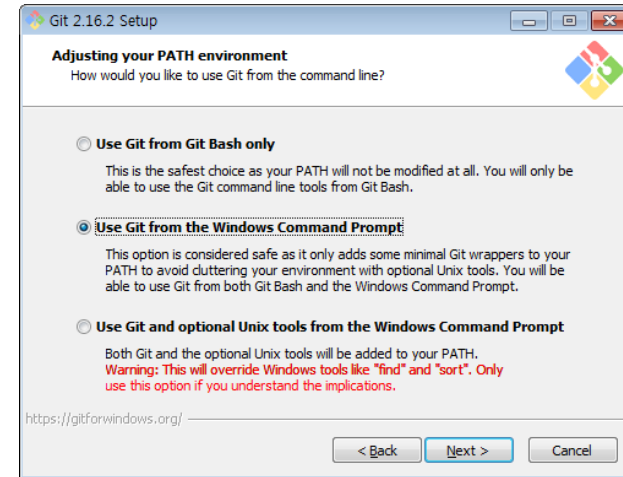 Git 2.16.2 Setup
Adjusting your PATH environment
How would you like to use Git from the command line?
Use Git from Git Bash only
This is the safest choice as your PATH will not be modified at all. You will only be
able to use the Git command line tools from Git Bash.
Use Git from the Windows Command Prompt
This option is considered safe as it only adds some minimal Git wrappers to your
PATH to avoid cluttering your environment with optional Unix tools. You will be
able to use Git from both Git Bash and the Windows Command Prompt.
Use Git and optional Unix tools from the Windows Command Prompt
Both Git and the optional Unix tools will be added to your PATH.
Warning: This will override Windows tools like "find" and "sort". Only
use this option if you understand the implications.
https://gitforwindows.org/
< Back Next > Cancel